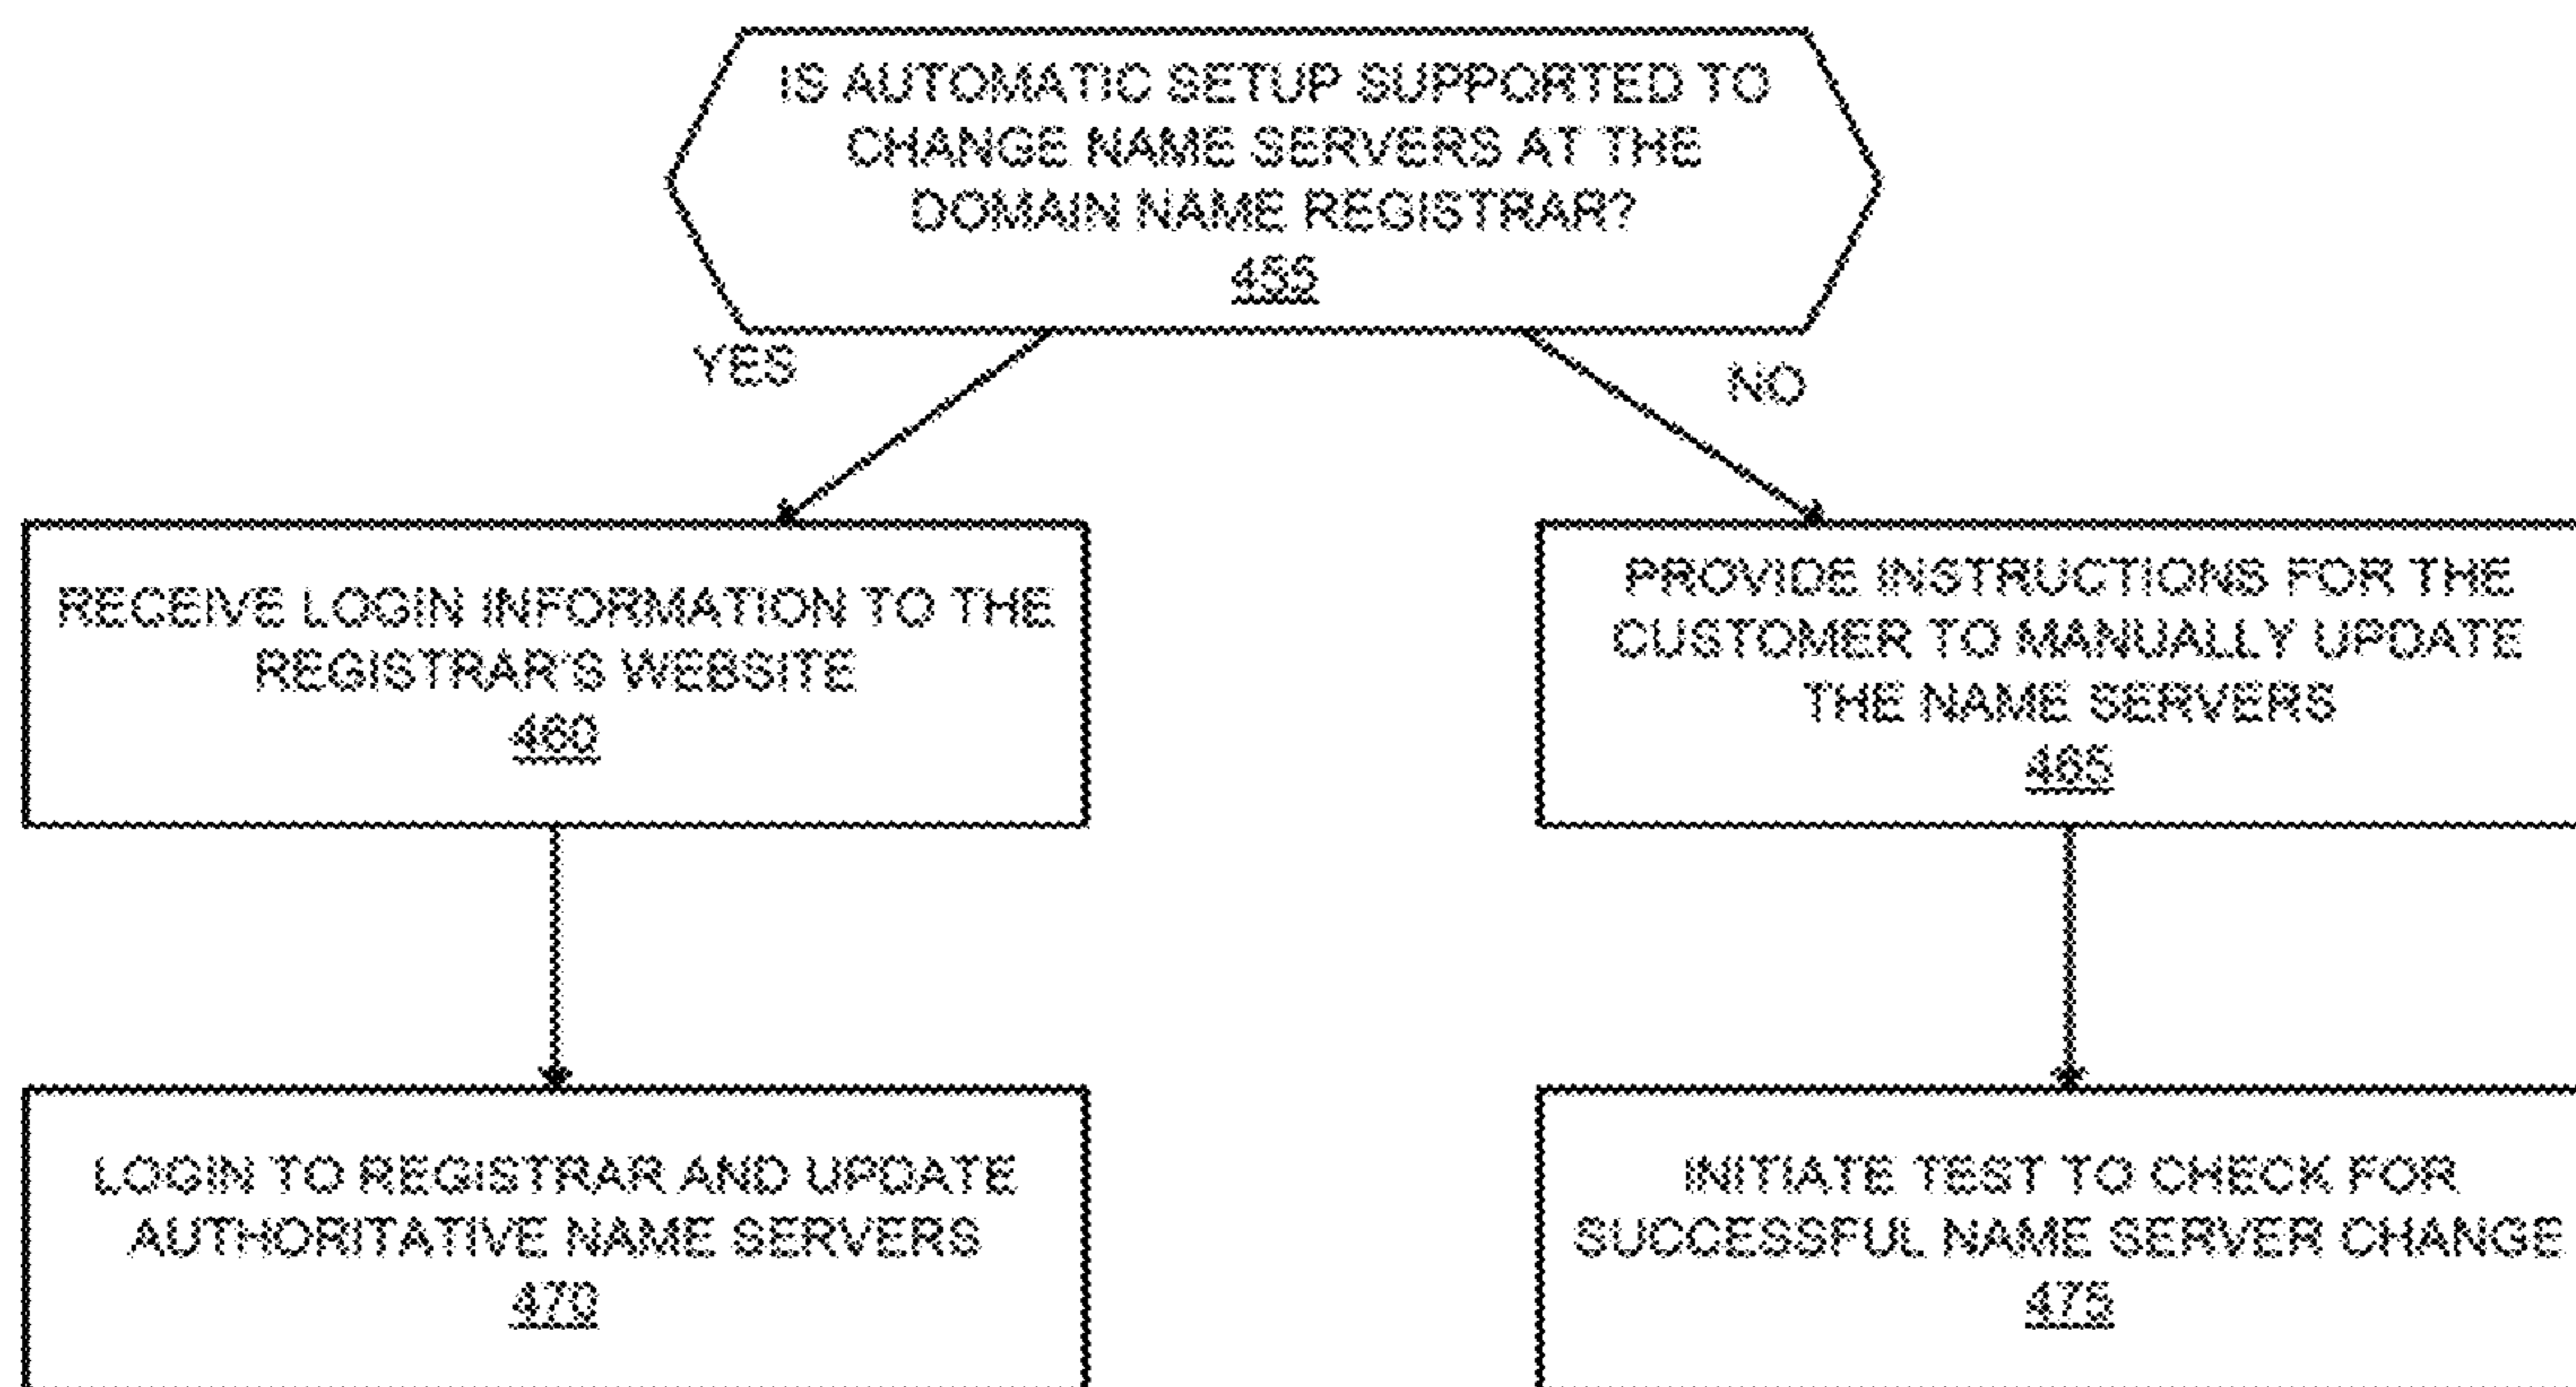 IS AUTOMATIC SETUP SUPPORTED TO
CHANGE NAME SERVERS AT THE
DOMAIN NAME REGISTRAR?
455
YES
NO
RECEIVE LOGIN INFORMATION TO THE
REGISTRAR'S WEBSITE
460
PROVIDE INSTRUCTIONS FOR THE
CUSTOMER TO MANUALLY UPDATE
THE NAME SERVERS
465
LOGIN TO REGISTRAR AND UPDATE
AUTHORITATIVE NAME SERVERS
470
INITIATE TEST TO CHECK FOR
SUCCESSFUL NAME SERVER CHANGE
475